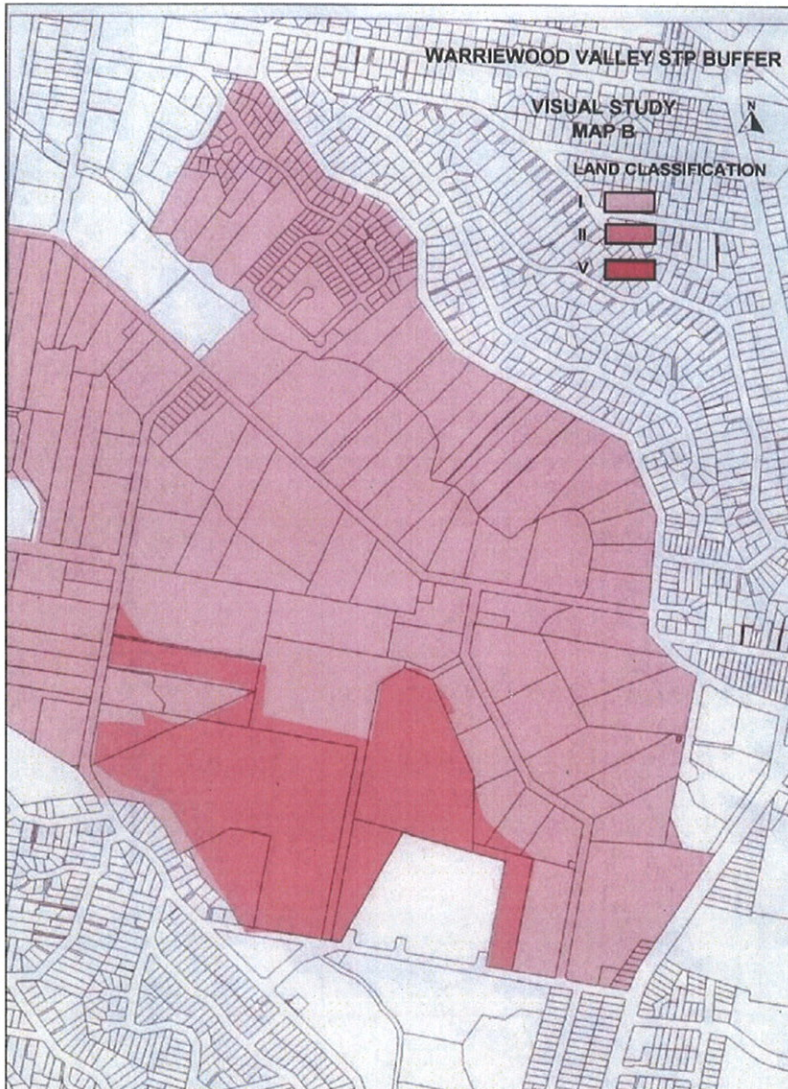 WARRIEWOOD VALLEY STP BUFFER
VISUAL STUDY
MAP B
N
LAND CLASSIFICATION
I
II
V